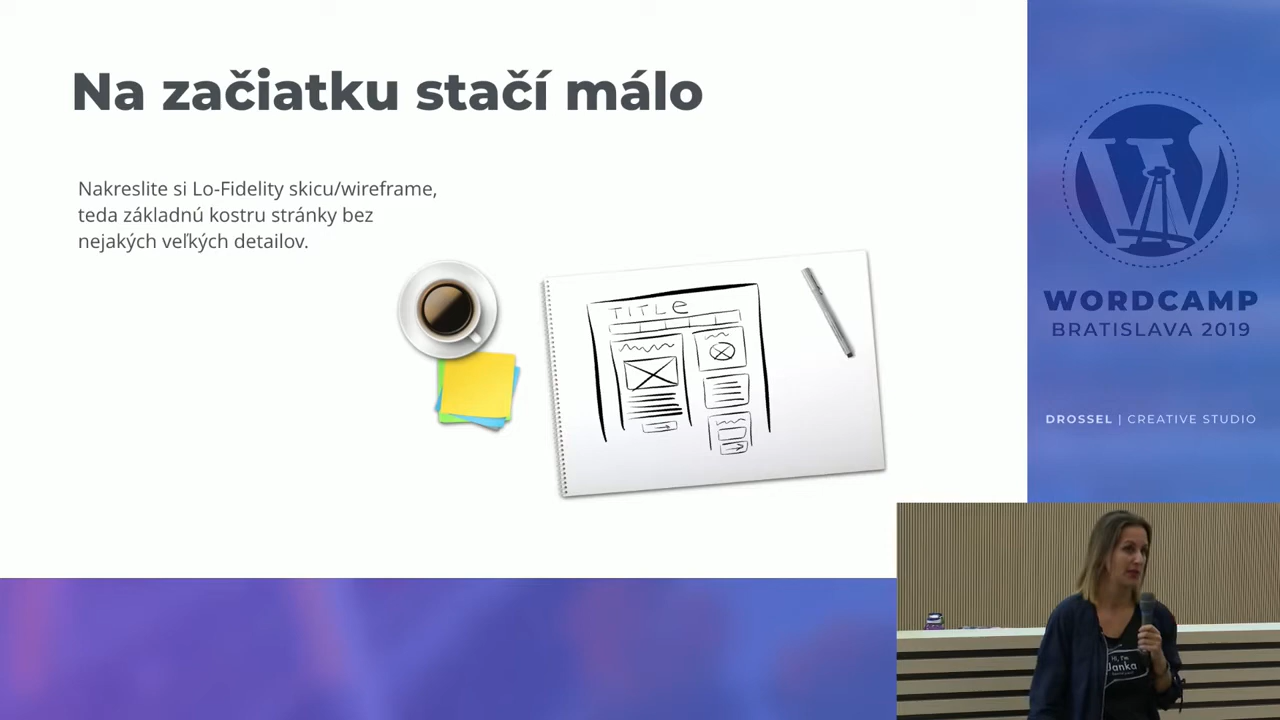 Na začiatku stačí málo
Nakreslite si Lo-Fidelity skicu/wireframe,
teda základnú kostru stránky bez
nejakých veľkých detailov.
TITLE
W
WORDCAMP
BRATISLAVA 2019
DROSSEL | CREATIVE STUDIO
Hi, I'm
Janka